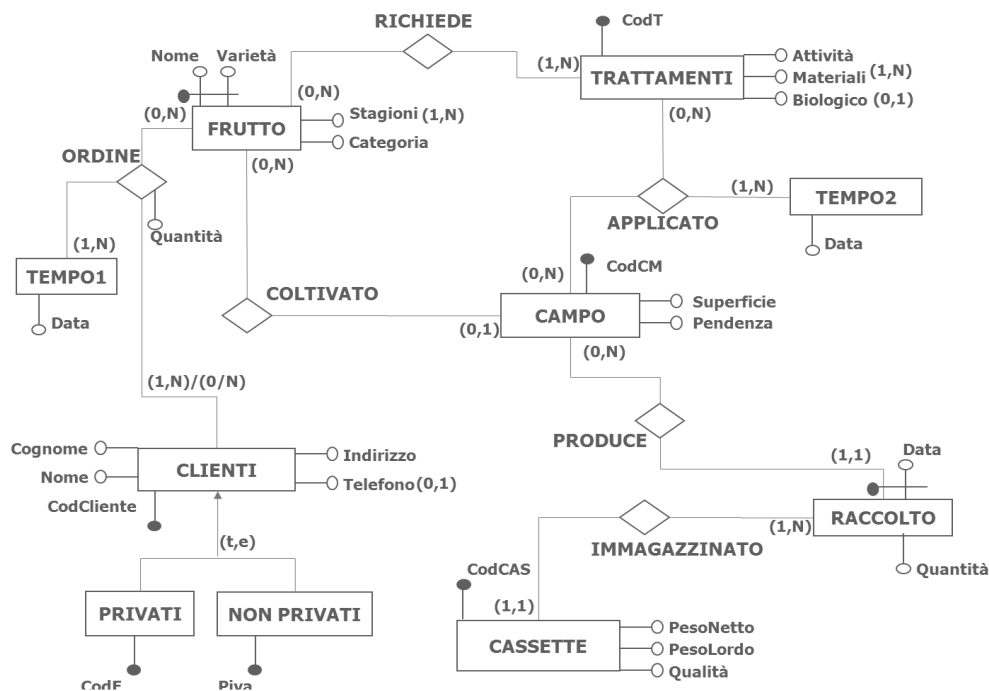 RICHIEDE
CodT
Nome
Varietà
Attività
(1,N)
TRATTAMENTI
Materiali
(1,N)
Biologico
(0,1)
(0,N)
(0,N)
(0,N)
Stagioni
(1,N)
FRUTTO
Categoria
ORDINE
(0,N)
(1,N)
TEMPO2
APPLICATO
Quantità
(1,N)
Data
TEMPO1
CodCM
(0,N)
COLTIVATO
Superficie
Data
CAMPO
Pendenza
(0,1)
(0,N)
(1,N)/(0/N)
PRODUCE
Cognome
CLIENTI
Indirizzo
Data
(1,1)
Nome
Telefono
(0,1)
CodCliente
RACCOLTO
(1,N)
(t,e)
IMMAGAZZINATO
CodCAS
Quantità
PRIVATI
NON PRIVATI
(1,1)
PesoNetto
CASSETTE
PesoLordo
Qualità
Piva